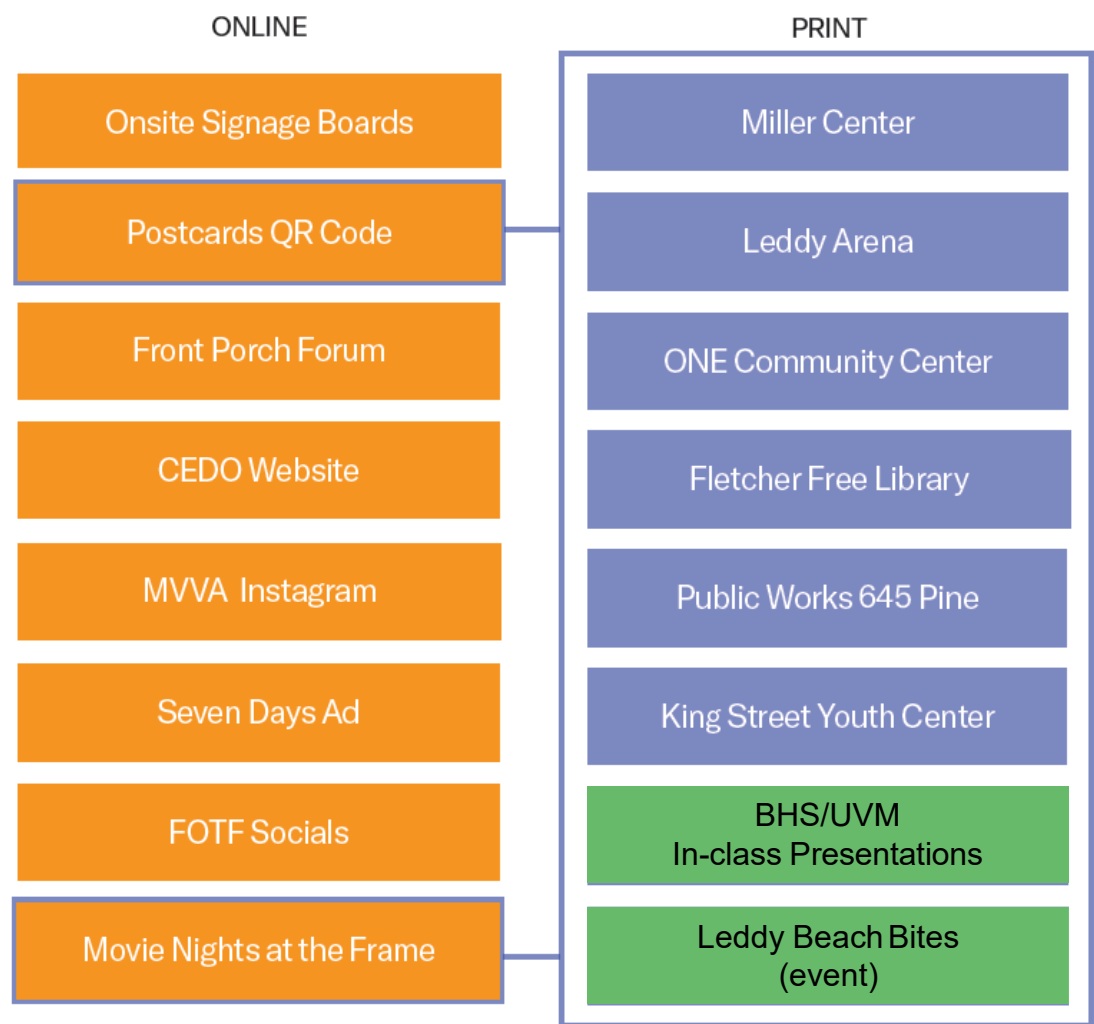 ONLINE
Onsite Signage Boards
Postcards QR Code
Front Porch Forum
CEDO Website
MVVA Instagram
Seven Days Ad
FOTF Socials
Movie Nights at the Frame
PRINT
Miller Center
Leddy Arena
ONE Community Center
Fletcher Free Library
Public Works 645 Pine
King Street Youth Center
BHS/UVM
In-class Presentations
Leddy Beach Bites
(event)